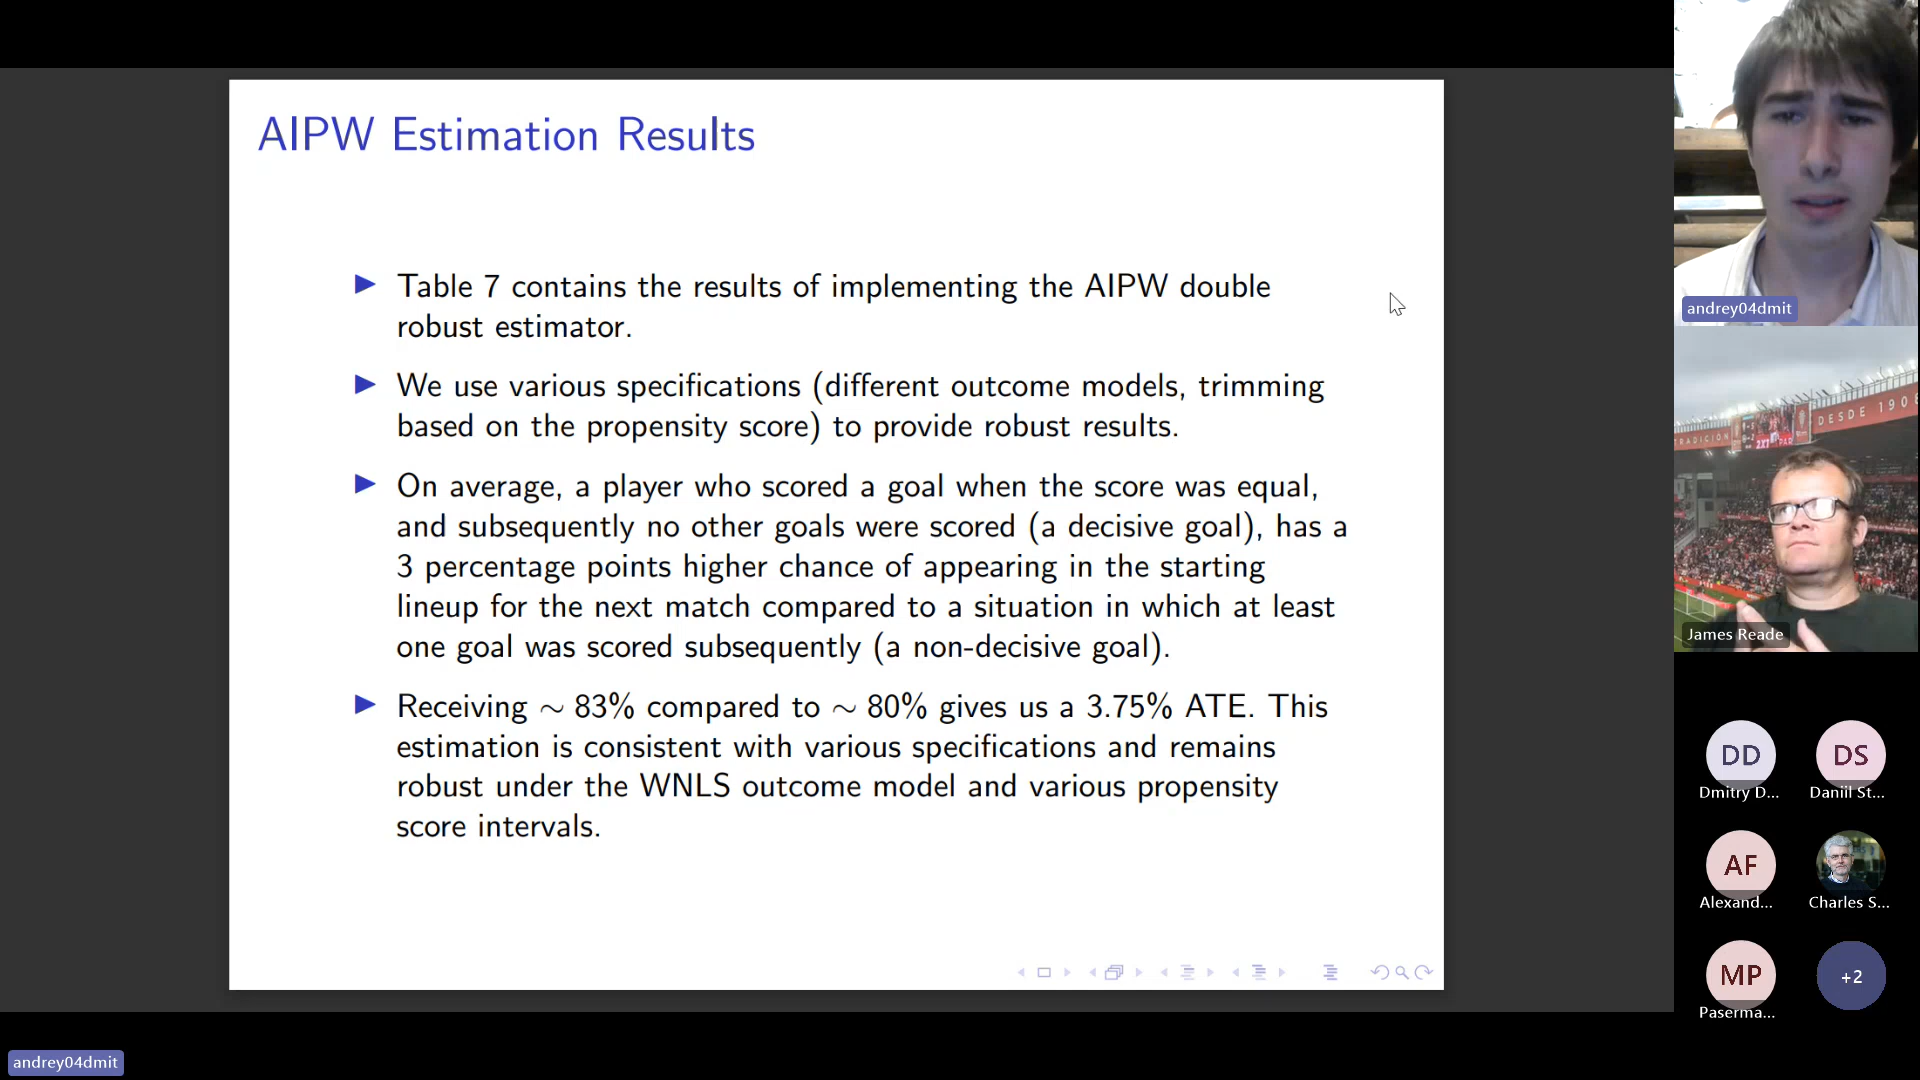 AIPW Estimation Results
Table 7 contains the results of implementing the AIPW double
robust estimator.
We use various specifications (different outcome models, trimming
based on the propensity score) to provide robust results.
On average, a player who scored a goal when the score was equal,
and subsequently no other goals were scored (a decisive goal), has a
3 percentage points higher chance of appearing in the starting
lineup for the next match compared to a situation in which at least
one goal was scored subsequently (a non-decisive goal).
Receiving ∼ 83% compared to ∼ 80% gives us a 3.75% ATE. This
estimation is consistent with various specifications and remains
robust under the WNLS outcome model and various propensity
score intervals.
andrey04dmit
DESDE 1908
TRADICIÓN
James Reade
DD
DS
Dmitry D...
Daniil St...
AF
Alexand...
Charles S...
MP
+2
Paserma...
andrey04dmit